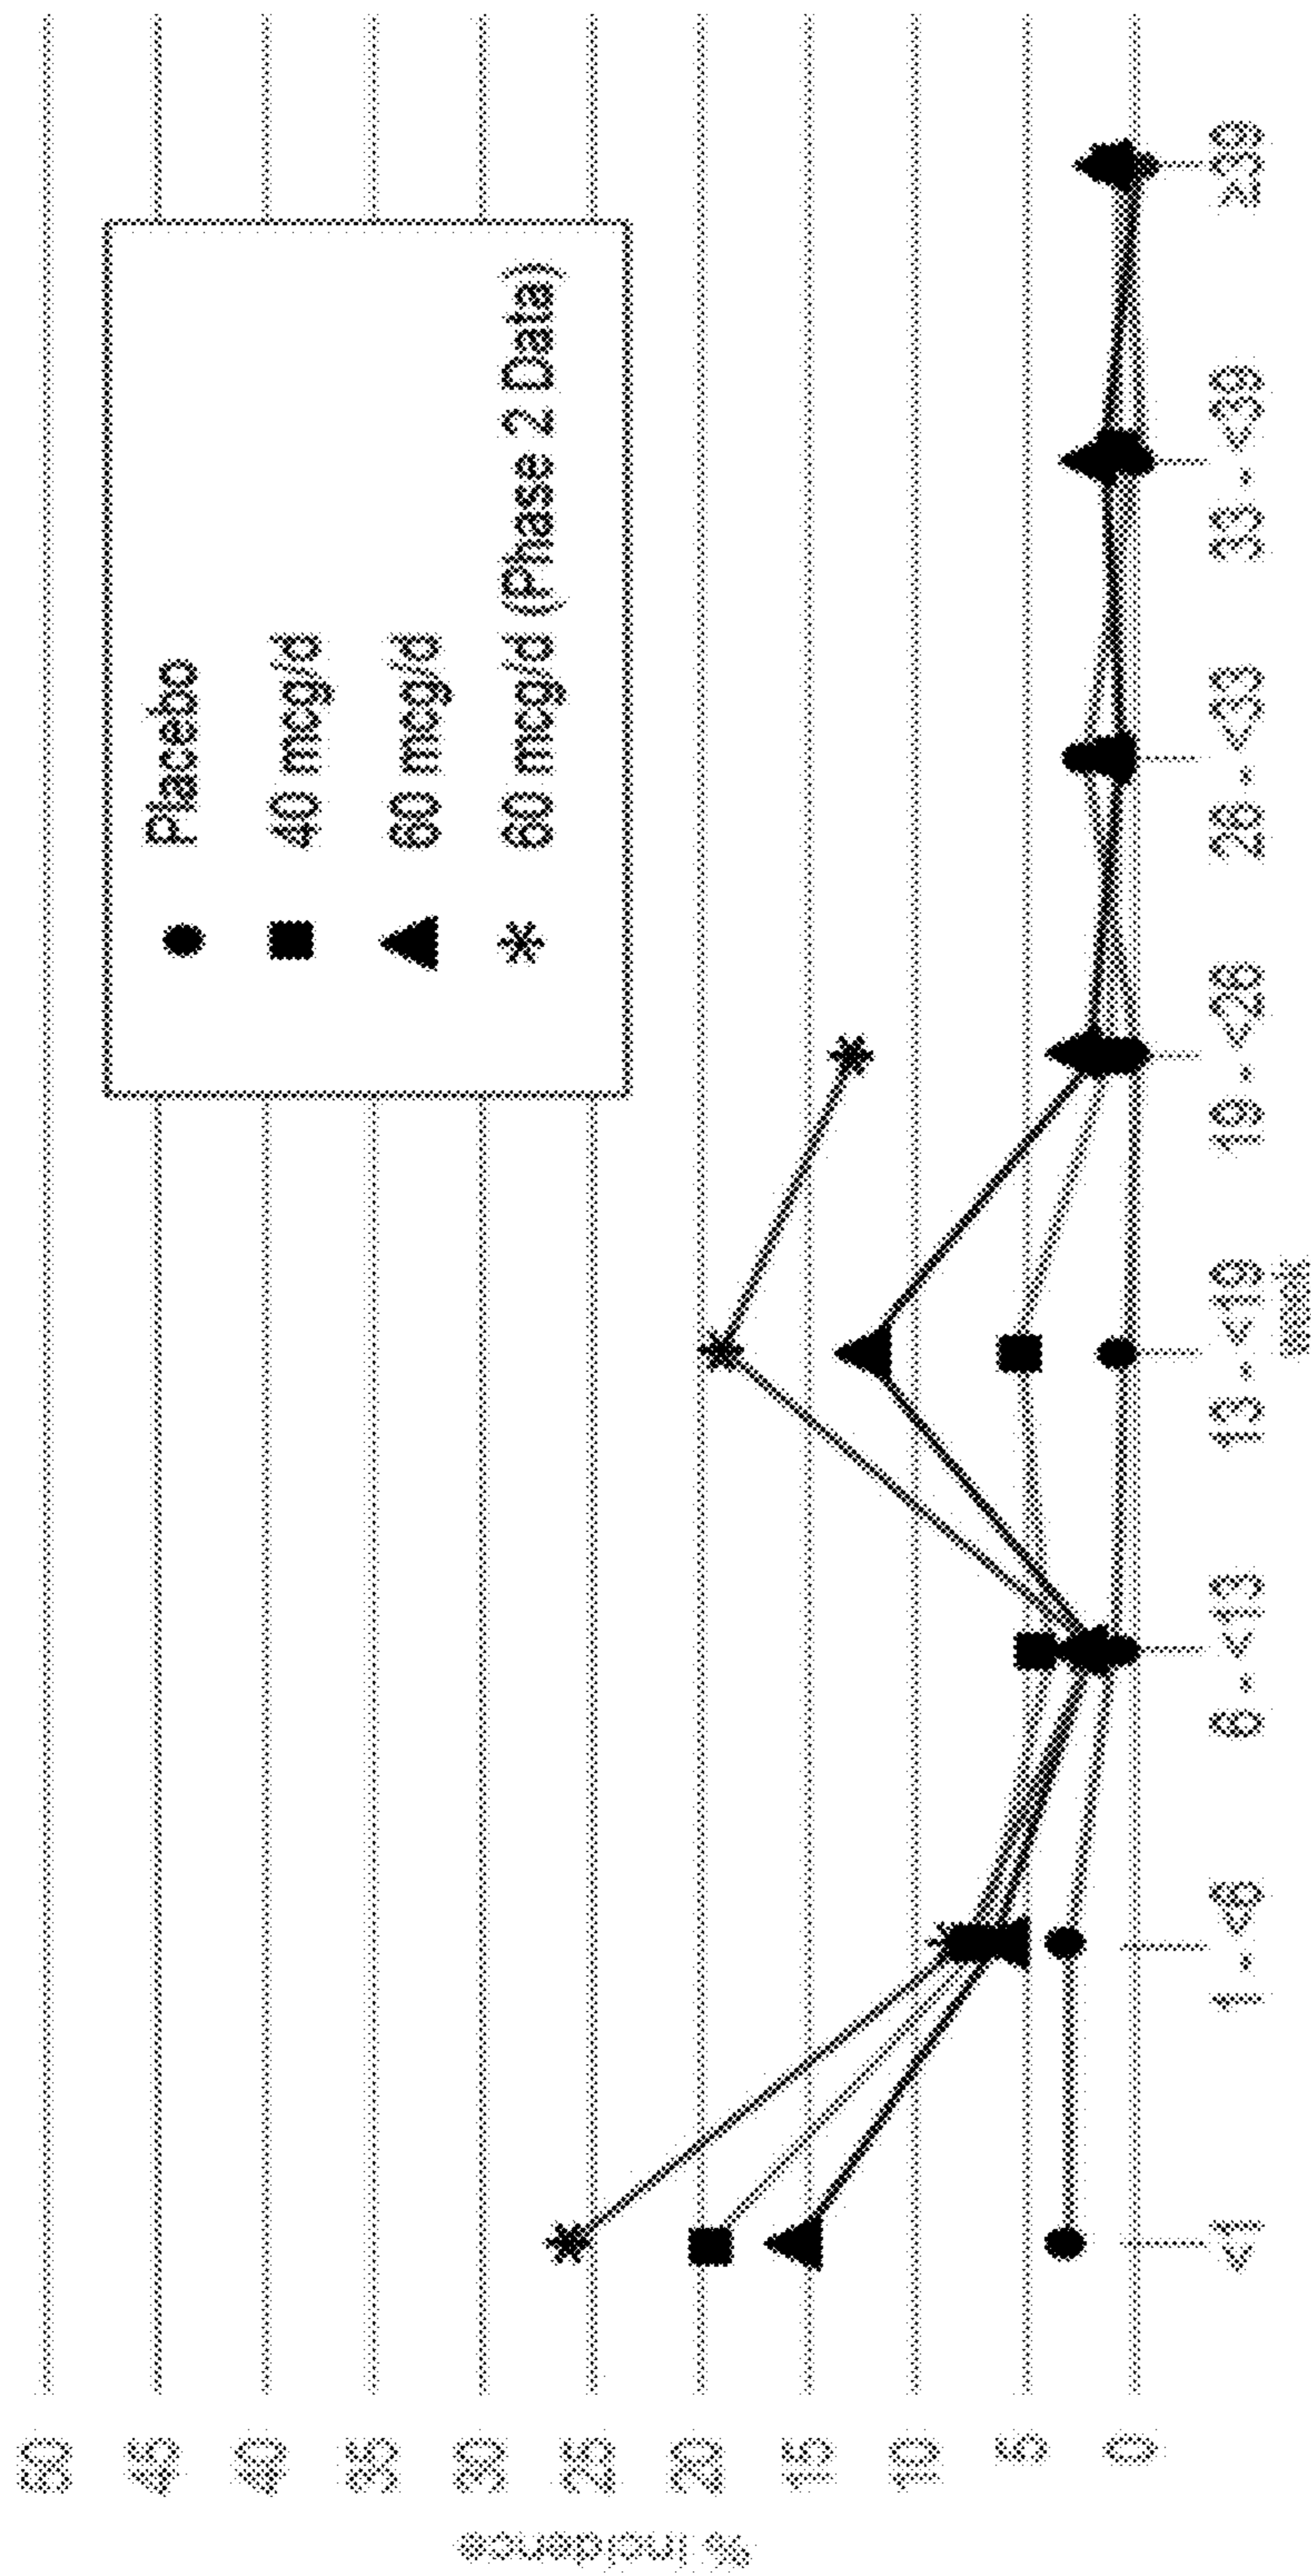 % Incidence
50
45
40
35
30
25
20
15
10
5
0
Placebo
40 mcg/d
60 mcg/d
60 mcg/d (Phase 2 Data)
<1
1 - <6
6 - <13
13 - <19
19 - <26
26 - <33
33 - <39
≥39
week